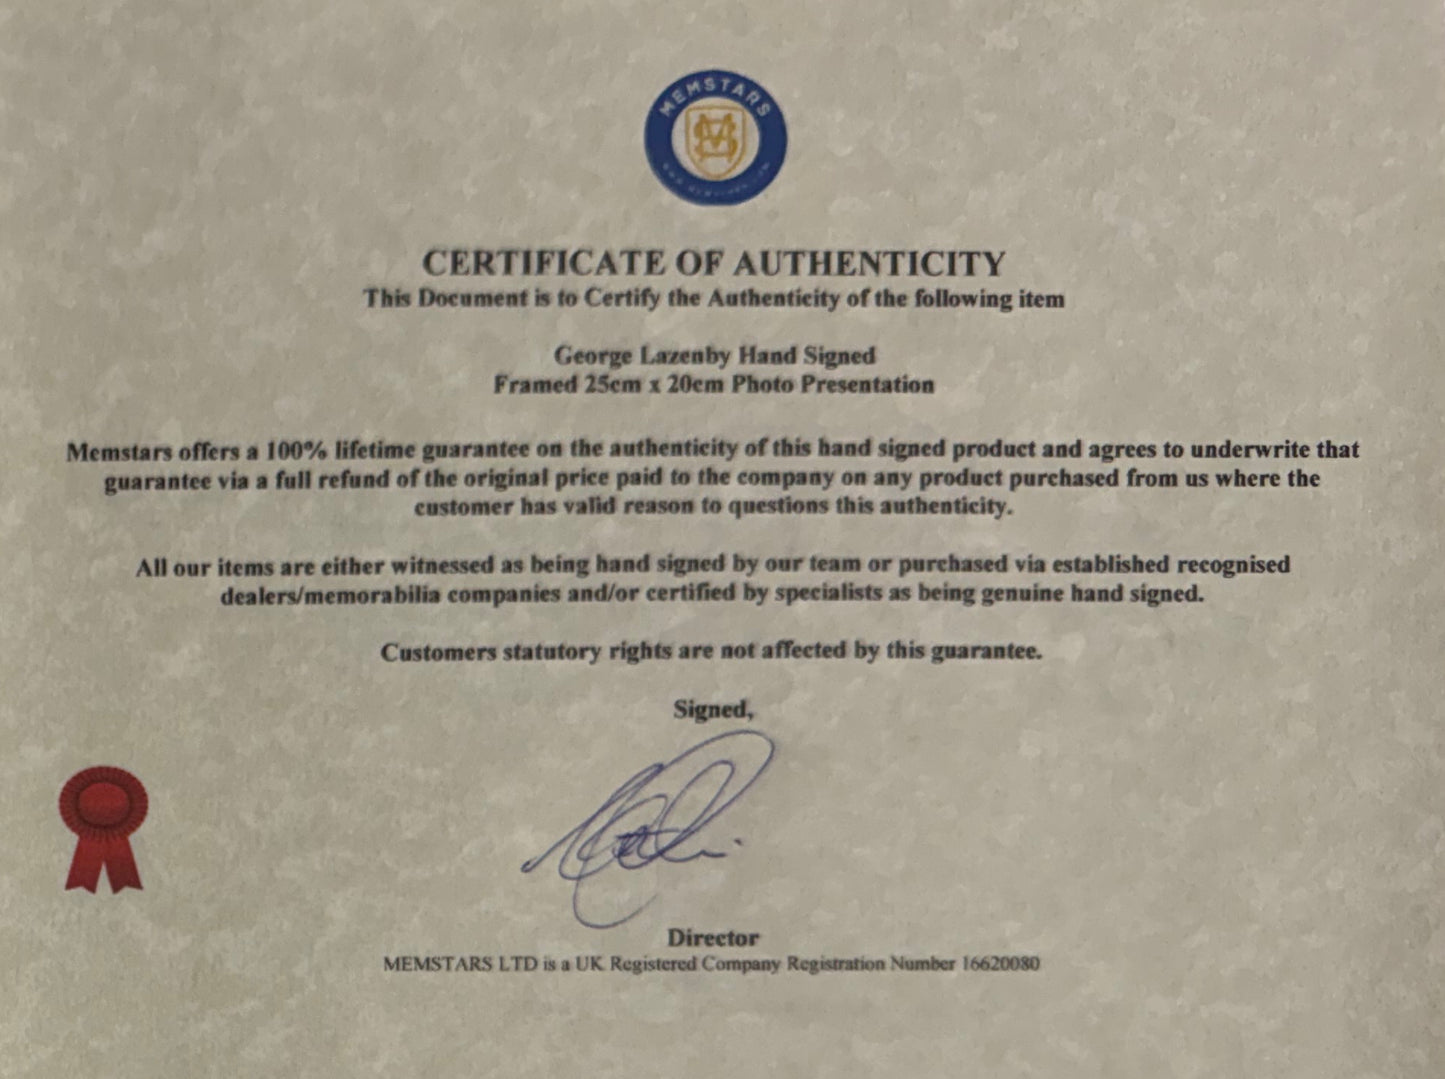 MEMSTARS
MS
CERTIFICATE OF AUTHENTICITY
This Document is to Certify the Authenticity of the following item
George Lazenby Hand Signed
Framed 25cm x 20cm Photo Presentation
Memstars offers a 100% lifetime guarantee on the authenticity of this hand signed product and agrees to underwrite that
guarantee via a full refund of the original price paid to the company on any product purchased from us where the
customer has valid reason to questions this authenticity.
All our items are either witnessed as being hand signed by our team or purchased via established recognised
dealers/memorabilia companies and/or certified by specialists as being genuine hand signed.
Customers statutory rights are not affected by this guarantee.
Signed,
Director
MEMSTARS LTD is a UK Registered Company Registration Number 16620080